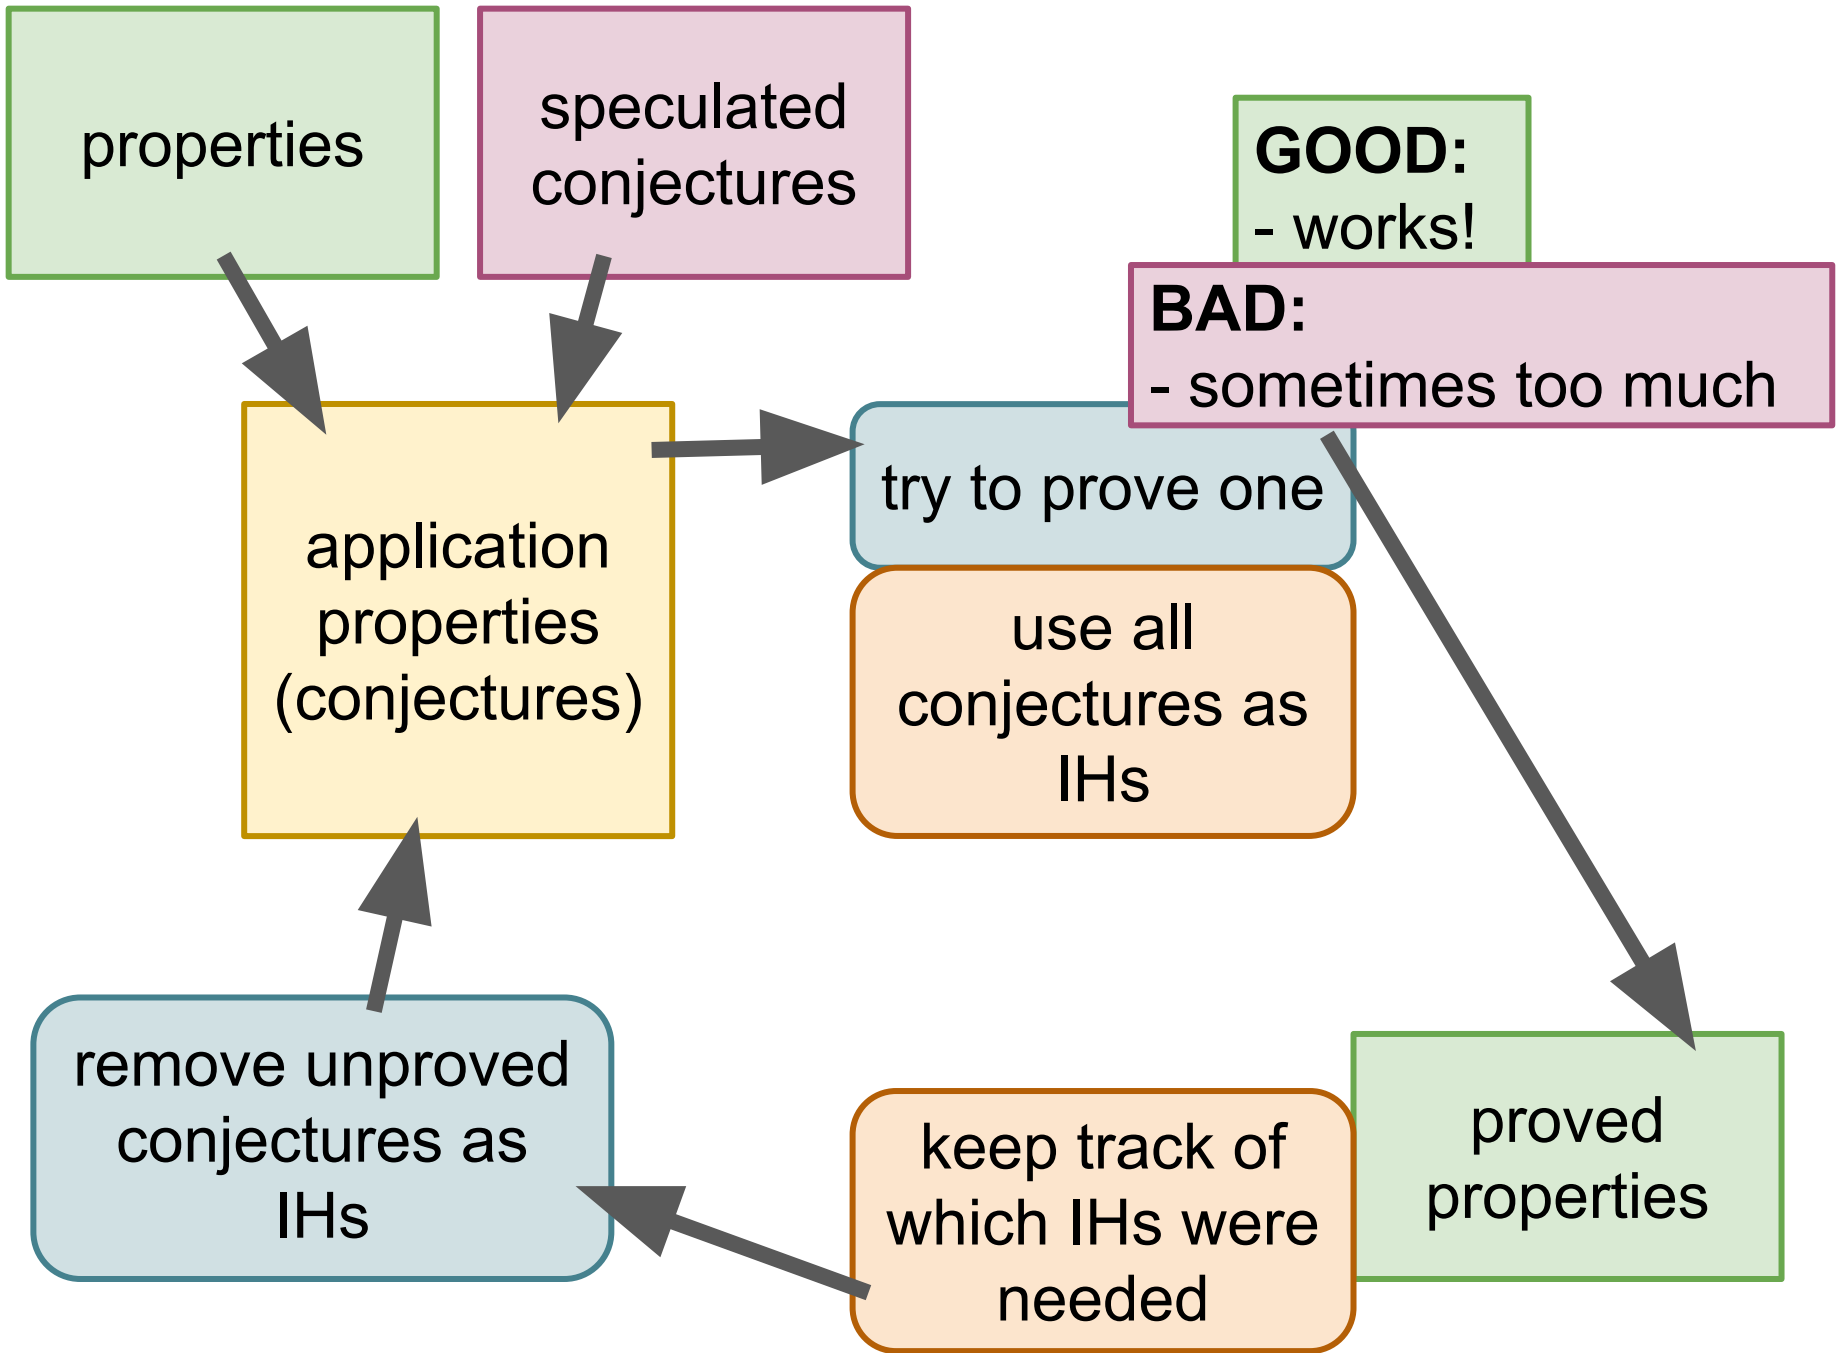 properties
speculated
conjectures
GOOD:
- works!
BAD:
- sometimes too much
application
properties
(conjectures)
try to prove one
use all
conjectures as
IHs
remove unproved
conjectures as
IHs
keep track of
which IHs were
needed
proved
properties